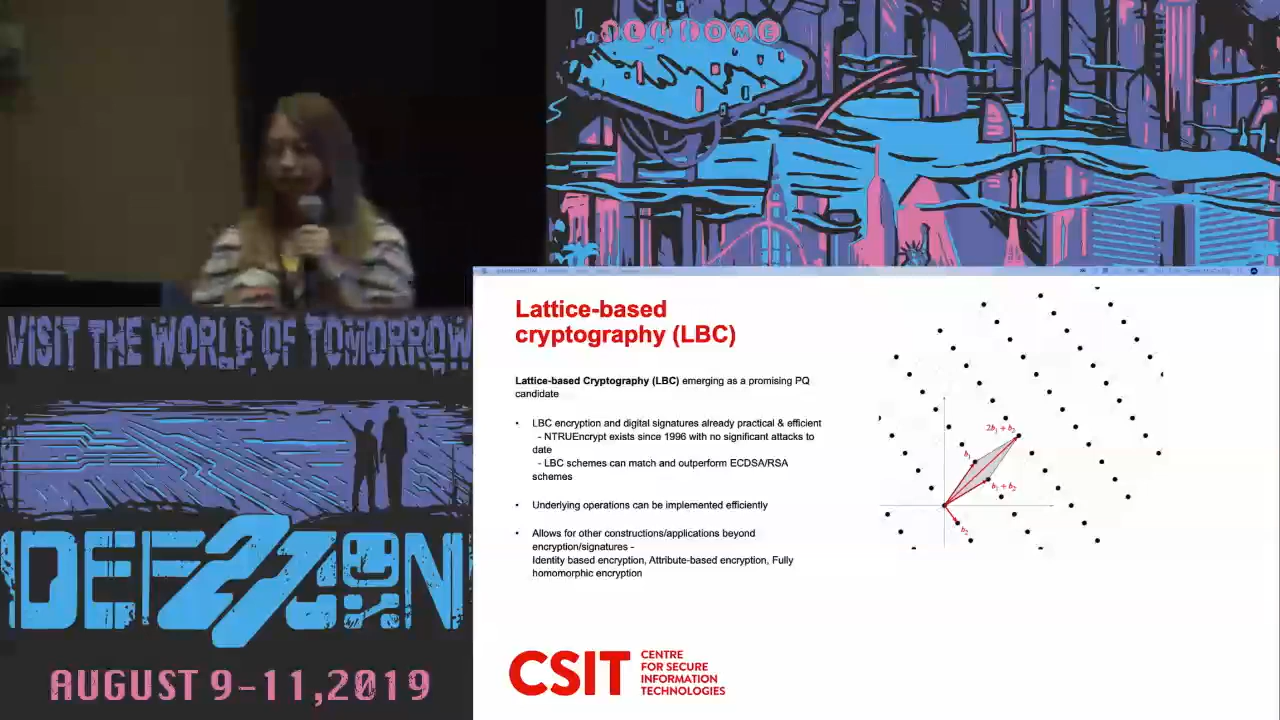 WELCOME
VISIT THE WORLD OF TOMORROW
DEFCON
27
AUGUST 9-11,2019
Lattice-based
cryptography (LBC)
Lattice-based Cryptography (LBC) emerging as a promising PQ
candidate
• LBC encryption and digital signatures already practical & efficient
- NTRUEncrypt exists since 1996 with no significant attacks to
date
- LBC schemes can match and outperform ECDSA/RSA
schemes
• Underlying operations can be implemented efficiently
• Allows for other constructions/applications beyond
encryption/signatures -
Identity based encryption, Attribute-based encryption, Fully
homomorphic encryption
2b₁ + b₂
b₁
b₁ + b₂
b₂
CSIT
CENTRE
FOR SECURE
INFORMATION
TECHNOLOGIES